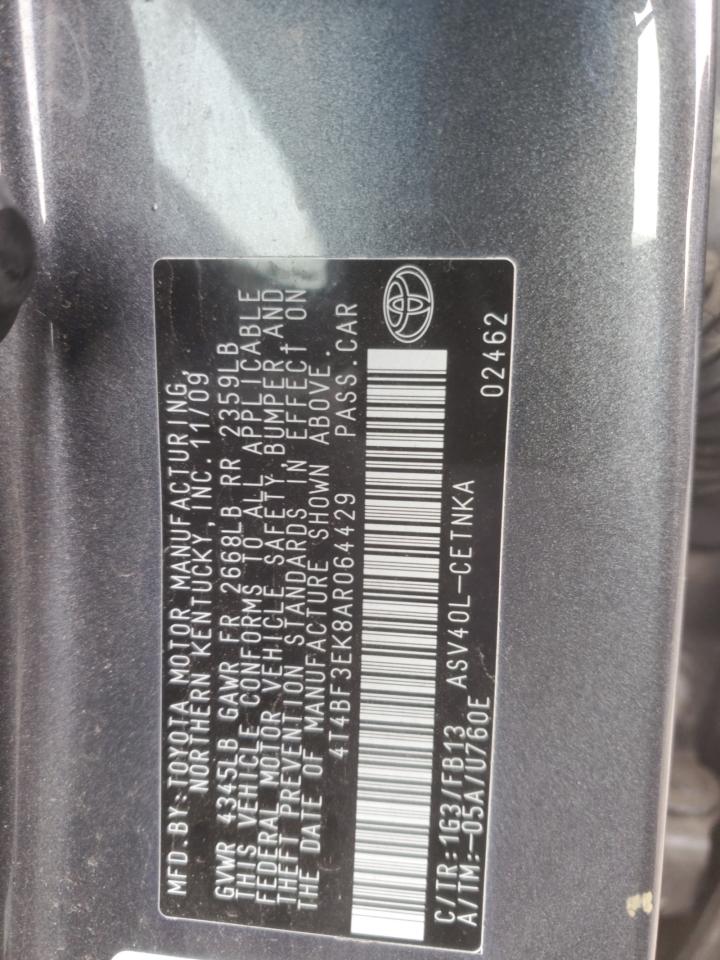 MFD.BY:TOYOTA MOTOR MANUFACTURING,
NORTHERN KENTUCKY,INC.11/09
GVWR 4345LB GAWR FR 2668LB RR 2359LB
THIS VEHICLE CONFORMS TO ALL APPLICABLE
FEDERAL MOTOR VEHICLE SAFETY BUMPER AND
THEFT PREVENTION STANDARDS IN EFFECT ON
THE DATE OF MANUFACTURE SHOWN ABOVE.
4T4BF3EK8AR064429 PASS.CAR
C/TR:1G3/FB13 ASV40L-CETNKA
A/TM:-05A/U760E 02462